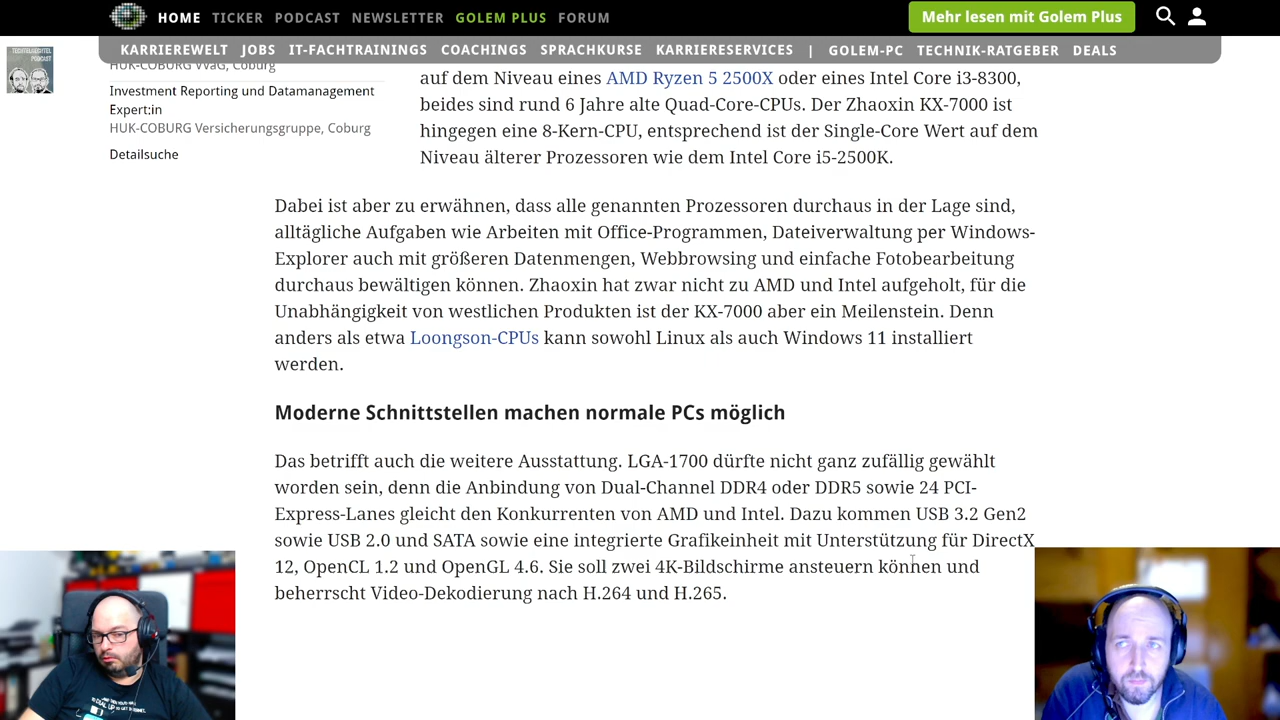 HOME TICKER PODCAST NEWSLETTER GOLEM PLUS FORUM
Mehr lesen mit Golem Plus
KARRIEREWELT JOBS IT-FACHTRAININGS COACHINGS SPRACHKURSE KARRIERESERVICES | GOLEM-PC TECHNIK-RATGEBER DEALS
TECHTELMECHTEL
PODCAST
HUK-COBURG VVaG, Coburg
Investment Reporting und Datamanagement
Expert:in
HUK-COBURG Versicherungsgruppe, Coburg
Detailsuche
auf dem Niveau eines AMD Ryzen 5 2500X oder eines Intel Core i3-8300,
beides sind rund 6 Jahre alte Quad-Core-CPUs. Der Zhaoxin KX-7000 ist
hingegen eine 8-Kern-CPU, entsprechend ist der Single-Core Wert auf dem
Niveau älterer Prozessoren wie dem Intel Core i5-2500K.
Dabei ist aber zu erwähnen, dass alle genannten Prozessoren durchaus in der Lage sind,
alltägliche Aufgaben wie Arbeiten mit Office-Programmen, Dateiverwaltung per Windows-
Explorer auch mit größeren Datenmengen, Webbrowsing und einfache Fotobearbeitung
durchaus bewältigen können. Zhaoxin hat zwar nicht zu AMD und Intel aufgeholt, für die
Unabhängigkeit von westlichen Produkten ist der KX-7000 aber ein Meilenstein. Denn
anders als etwa Loongson-CPUs kann sowohl Linux als auch Windows 11 installiert
werden.
Moderne Schnittstellen machen normale PCs möglich
Das betrifft auch die weitere Ausstattung. LGA-1700 dürfte nicht ganz zufällig gewählt
worden sein, denn die Anbindung von Dual-Channel DDR4 oder DDR5 sowie 24 PCI-
Express-Lanes gleicht den Konkurrenten von AMD und Intel. Dazu kommen USB 3.2 Gen2
sowie USB 2.0 und SATA sowie eine integrierte Grafikeinheit mit Unterstützung für DirectX
12, OpenCL 1.2 und OpenGL 4.6. Sie soll zwei 4K-Bildschirme ansteuern können und
beherrscht Video-Dekodierung nach H.264 und H.265.